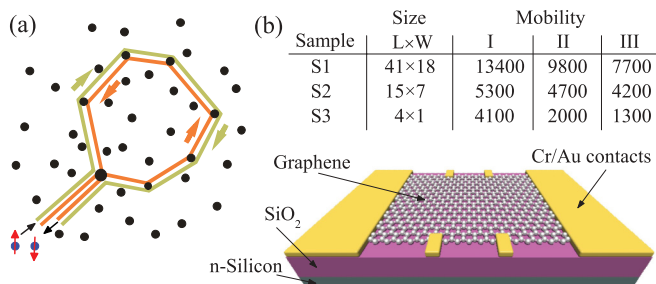 (a)
(b)
Size Mobility
Sample L×W I II III
S1 41×18 13400 9800 7700
S2 15×7 5300 4700 4200
S3 4×1 4100 2000 1300
Graphene
Cr/Au contacts
SiO₂
n-Silicon